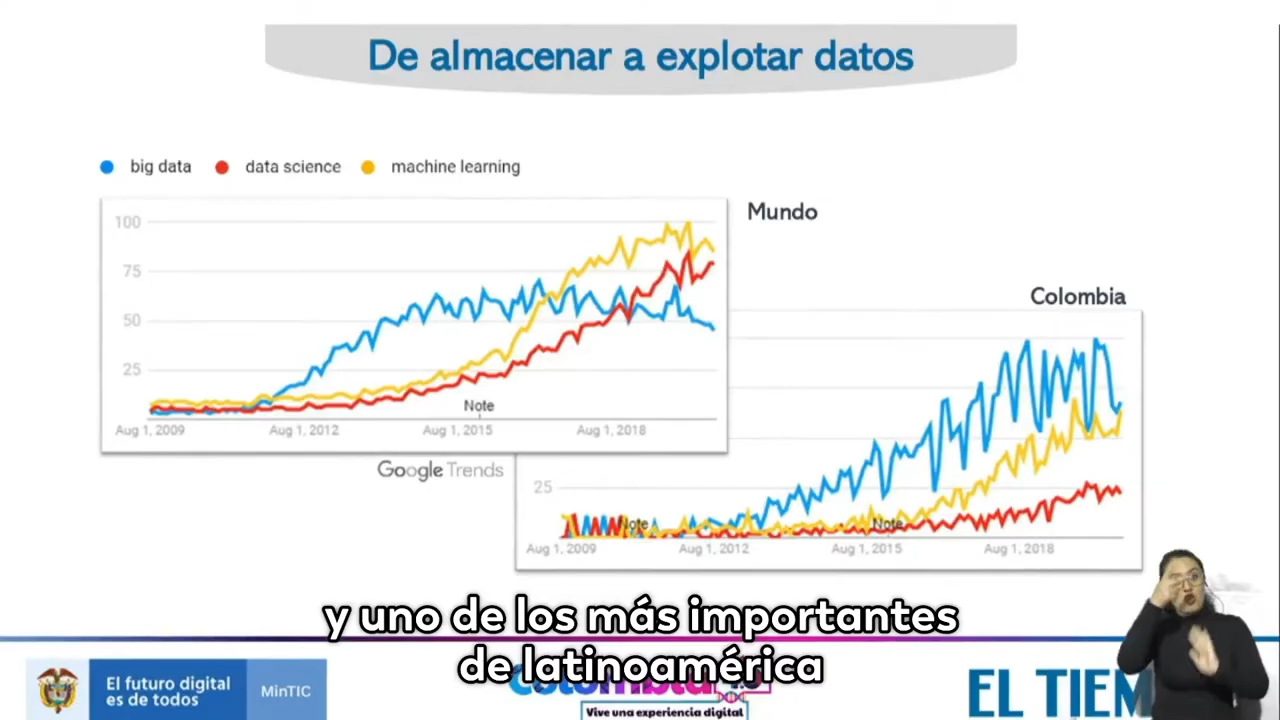 De almacenar a explotar datos
big data data science machine learning
Mundo
100
75
50
25
Note
Aug 1, 2009 Aug 1, 2012 Aug 1, 2015 Aug 1, 2018
Google Trends
Colombia
25
Note Note
Aug 1, 2009 Aug 1, 2012 Aug 1, 2015 Aug 1, 2018
y uno de los más importantes
de latinoamérica
El futuro digital
es de todos
MinTIC
Vive una experiencia digital
EL TIEM